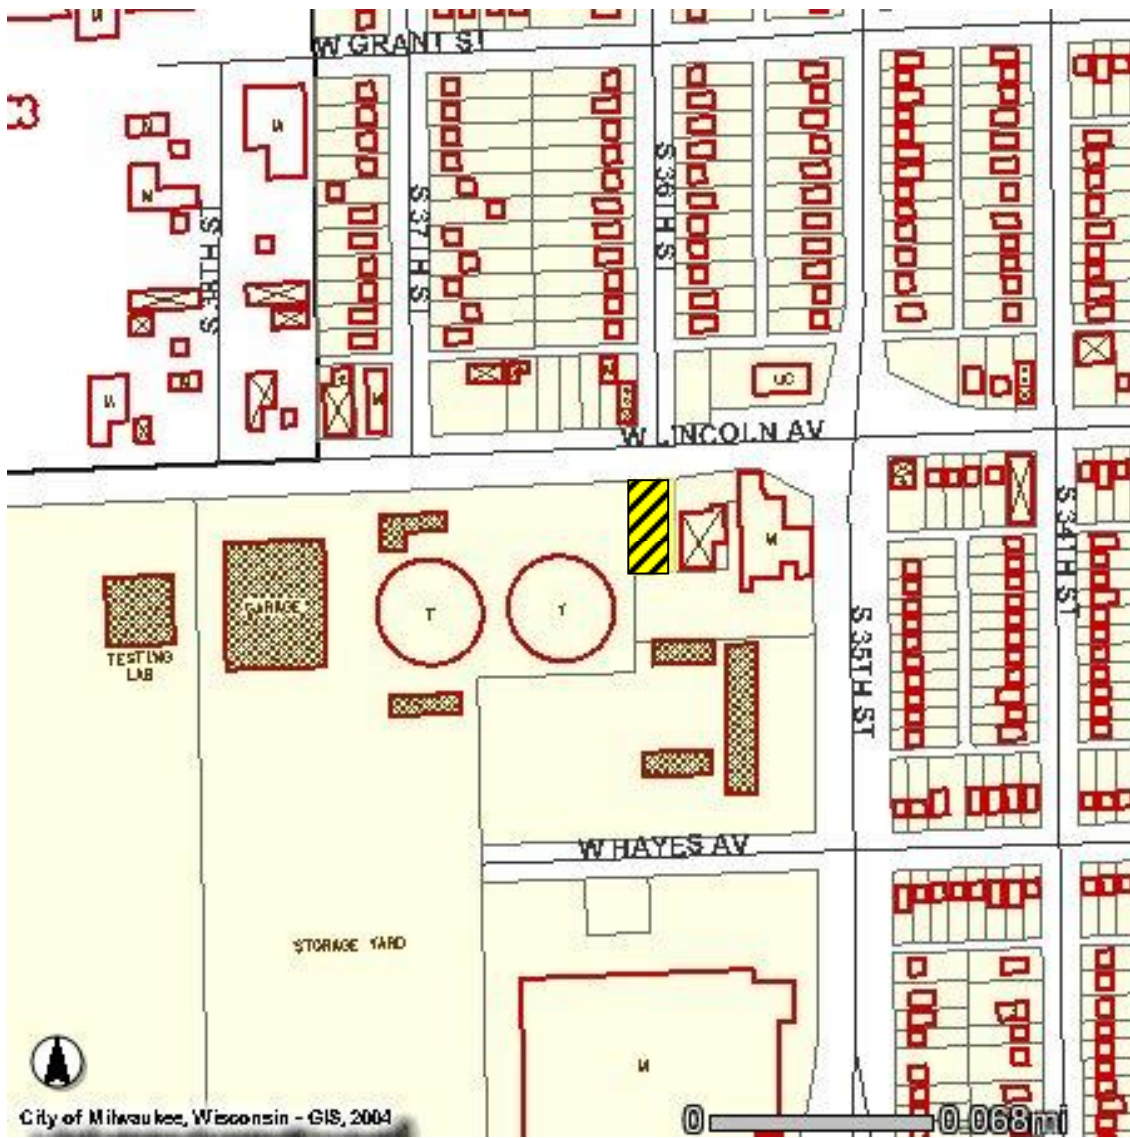 W GRANT ST
S 38TH S
S 37TH ST
S 36TH ST
W LINCOLN AV
S 34TH ST
GARAGE
T
T
M
TESTING
LAB
S 35TH ST
W HAYES AV
STORAGE YARD
M
City of Milwaukee, Wisconsin - GIS, 2004
0 0.068mi